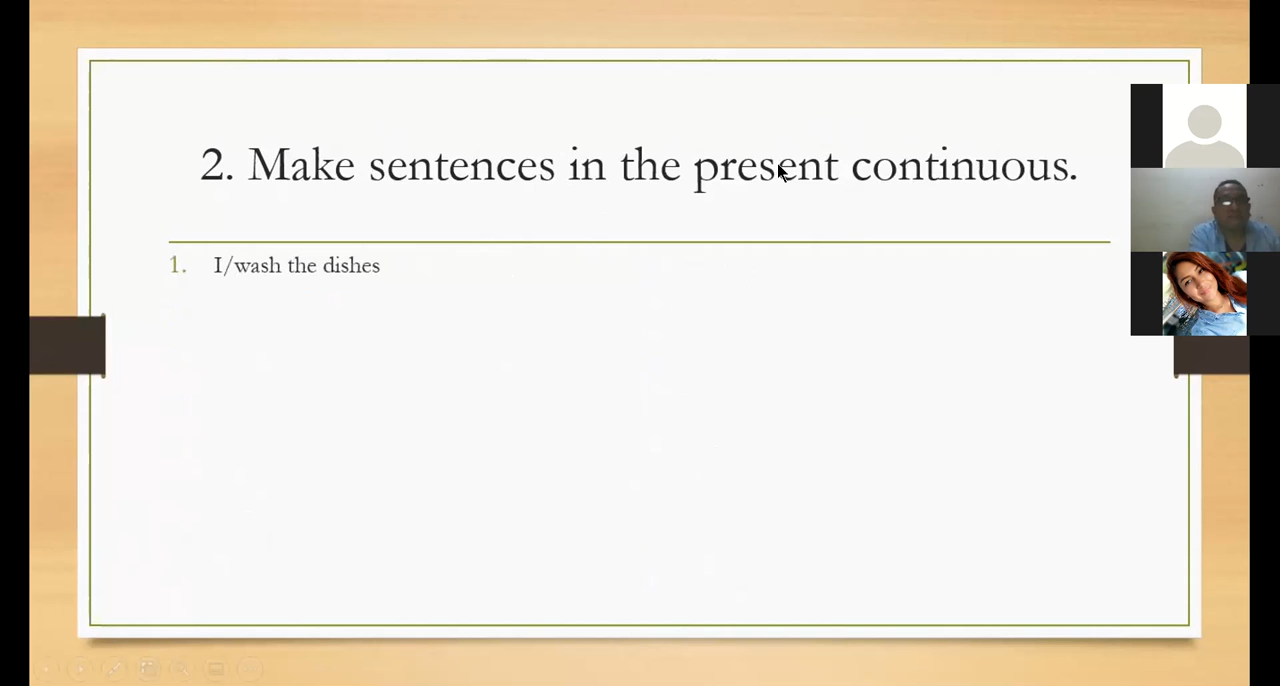 2. Make sentences in the present continuous.
1. I/wash the dishes